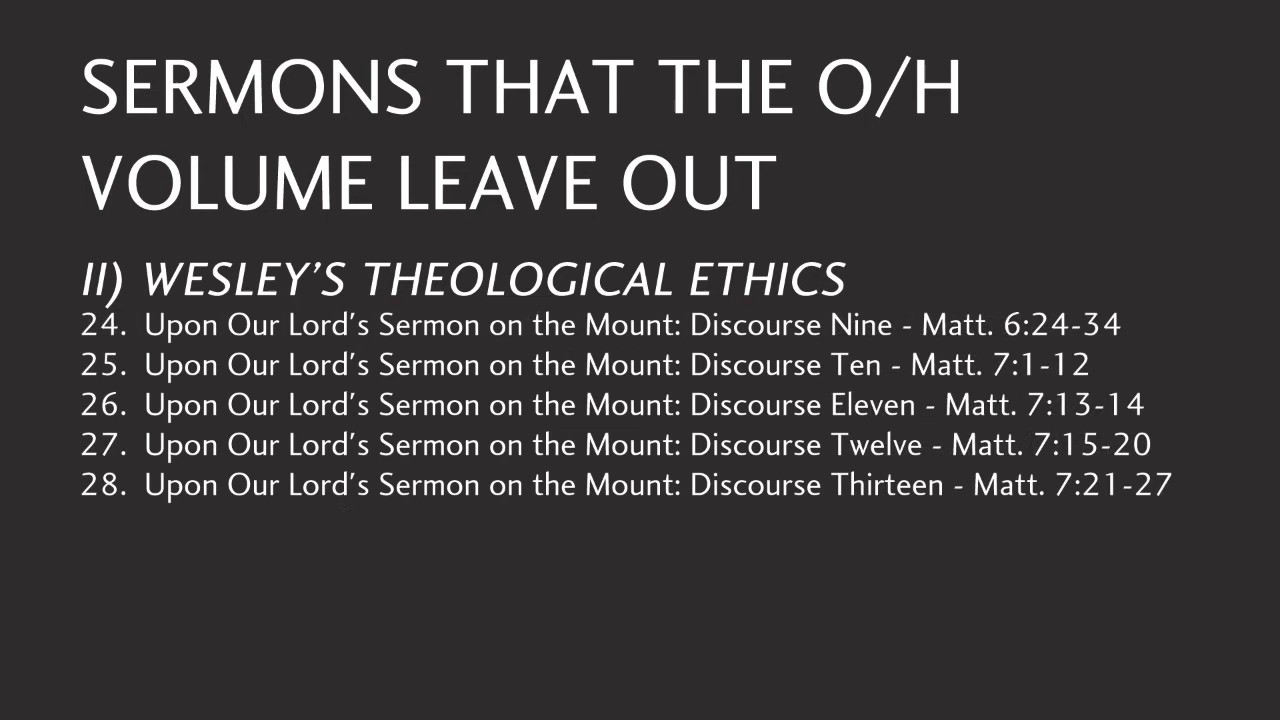 SERMONS THAT THE O/H
VOLUME LEAVE OUT
II) WESLEY’S THEOLOGICAL ETHICS
24. Upon Our Lord’s Sermon on the Mount: Discourse Nine - Matt. 6:24-34
25. Upon Our Lord’s Sermon on the Mount: Discourse Ten - Matt. 7:1-12
26. Upon Our Lord’s Sermon on the Mount: Discourse Eleven - Matt. 7:13-14
27. Upon Our Lord’s Sermon on the Mount: Discourse Twelve - Matt. 7:15-20
28. Upon Our Lord’s Sermon on the Mount: Discourse Thirteen - Matt. 7:21-27